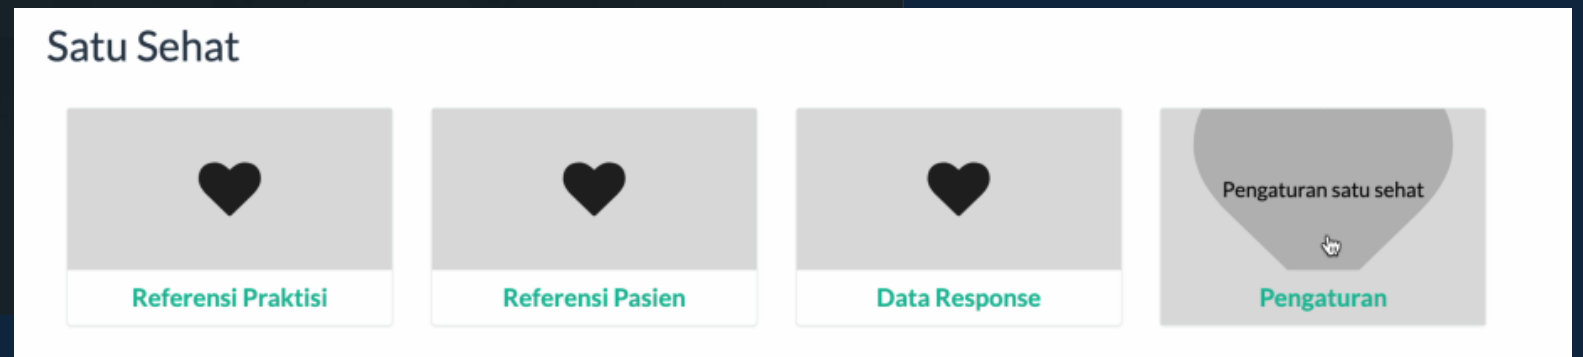 Satu Sehat
Referensi Praktisi
Referensi Pasien
Data Response
Pengaturan satu sehat
Pengaturan